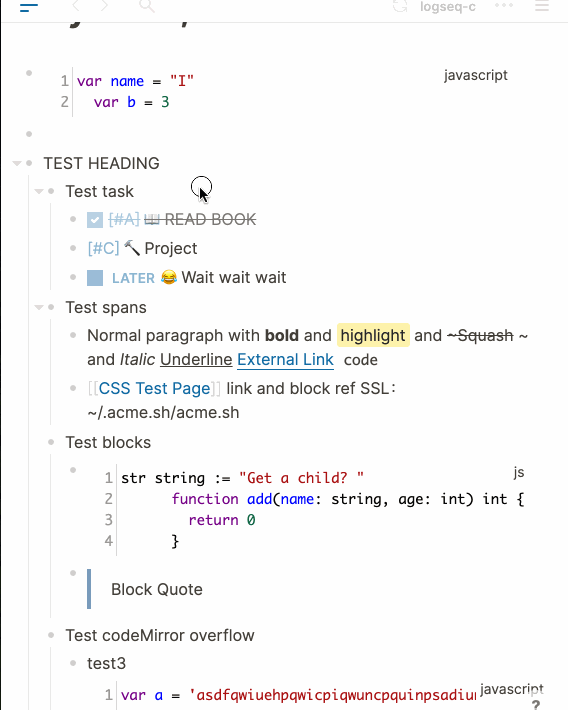 logseq-c
javascript
1 var name = "I"
2 var b = 3
TEST HEADING
Test task
[#A] 📖 READ BOOK
[#C] 🔨 Project
LATER 😂 Wait wait wait
Test spans
Normal paragraph with bold and highlight and ~Squash ~
and Italic Underline External Link code
[[CSS Test Page]] link and block ref SSL:
~/.acme.sh/acme.sh
Test blocks
js
1 str string := "Get a child? "
2 function add(name: string, age: int) int {
3 return 0
4 }
Block Quote
Test codeMirror overflow
test3
javascript
1 var a = 'asdfqwiuehpqwicpiqwuncpquinpsadiu
?